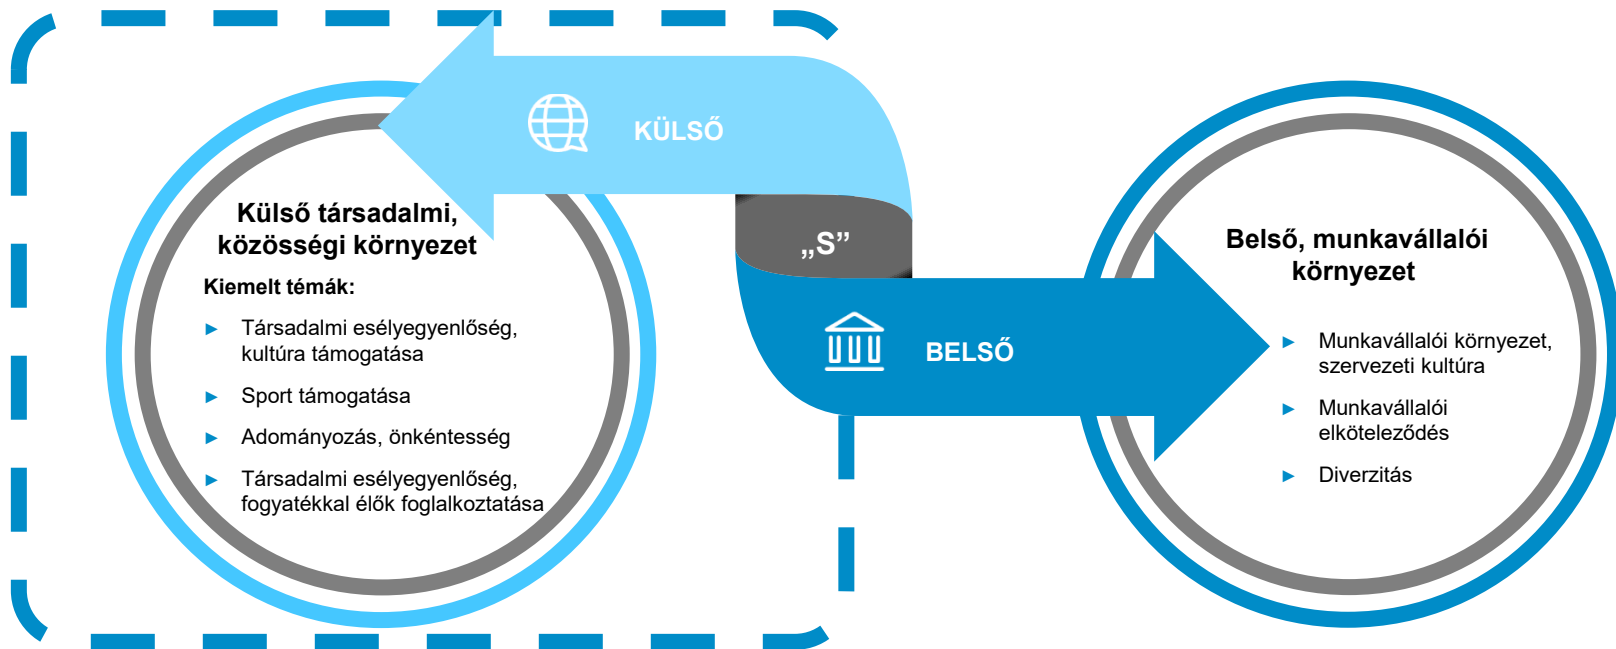 KÜLSŐ
Külső társadalmi,
közösségi környezet
Kiemelt témák:
► Társadalmi esélyegyenlőség,
kultúra támogatása
► Sport támogatása
► Adományozás, önkéntesség
► Társadalmi esélyegyenlőség,
fogyatékkal élők foglalkoztatása
„S”
BELSŐ
Belső, munkavállalói
környezet
► Munkavállalói környezet,
szervezeti kultúra
► Munkavállalói
elköteleződés
► Diverzitás